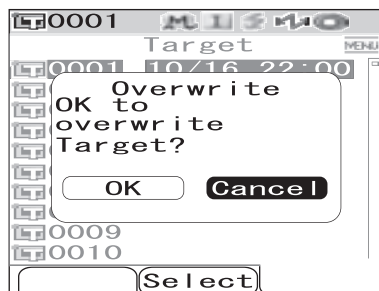 0001
Target MENU
0001 10/16 22:00
Overwrite
OK to
overwrite
Target?
OK Cancel
0009
0010
Select